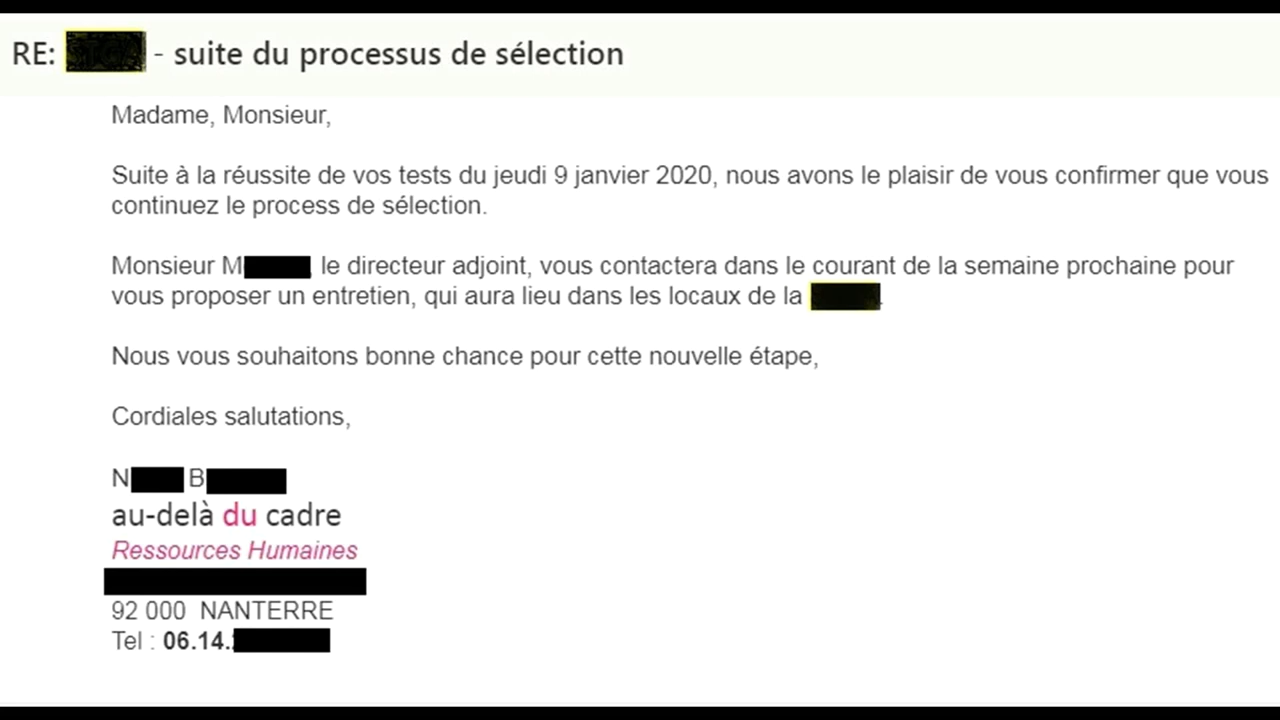 RE: - suite du processus de sélection
Madame, Monsieur,
Suite à la réussite de vos tests du jeudi 9 janvier 2020, nous avons le plaisir de vous confirmer que vous
continuez le process de sélection.
Monsieur M le directeur adjoint, vous contactera dans le courant de la semaine prochaine pour
vous proposer un entretien, qui aura lieu dans les locaux de la .
Nous vous souhaitons bonne chance pour cette nouvelle étape,
Cordiales salutations,
N B
au-delà du cadre
Ressources Humaines
92 000 NANTERRE
Tel : 06.14.